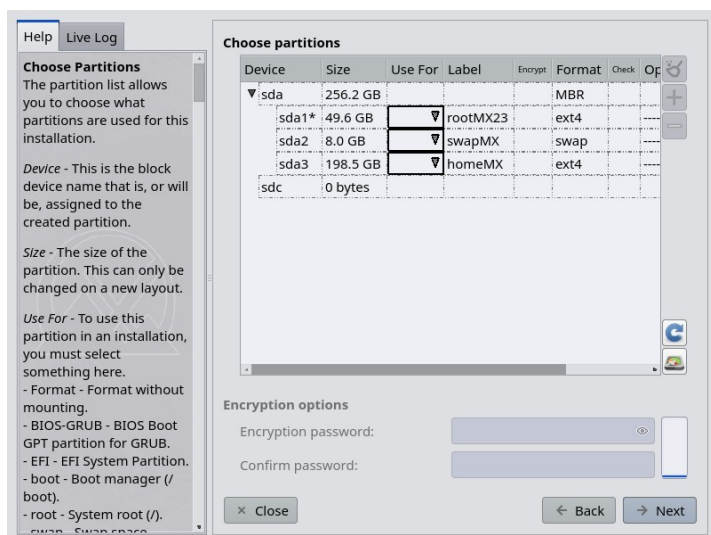 Help Live Log
Choose Partitions
The partition list allows
you to choose what
partitions are used for this
installation.
Device - This is the block
device name that is, or will
be, assigned to the
created partition.
Size - The size of the
partition. This can only be
changed on a new layout.
Use For - To use this
partition in an installation,
you must select
something here.
- Format - Format without
mounting.
- BIOS-GRUB - BIOS Boot
GPT partition for GRUB.
- EFI - EFI System Partition.
- boot - Boot manager (/
boot).
- root - System root (/).
- swap - Swap space
Choose partitions
Device Size Use For Label Encrypt Format Check Op
sda 256.2 GB MBR
sda1* 49.6 GB rootMX23 ext4 ----
sda2 8.0 GB swapMX swap ----
sda3 198.5 GB homeMX ext4 ----
sdc 0 bytes
Encryption options
Encryption password:
Confirm password:
Close Back Next